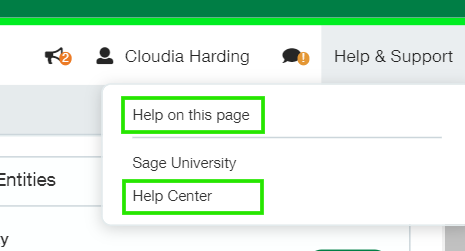 2 Cloudia Harding ! Help & Support
Help on this page
Sage University
Entities
Help Center
y